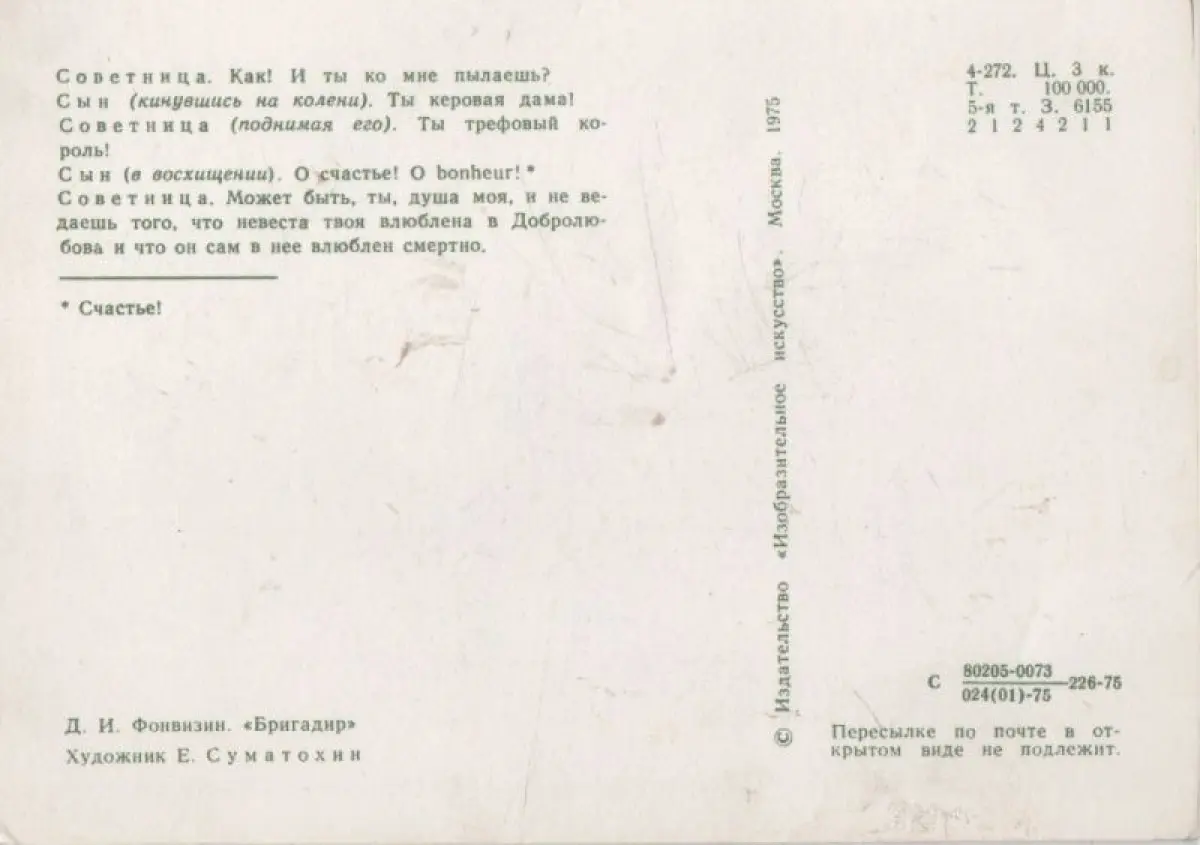 Советница. Как! И ты ко мне пылаешь?
Сын (кинувшись на колени). Ты керовая дама!
Советница (поднимая его). Ты трефовый ко-
роль!
Сын (в восхищении). О счастье! О bonheur! *
Советница. Может быть, ты, душа моя, и не ве-
даешь того, что невеста твоя влюблена в Добролю-
бова и что он сам в нее влюблен смертно.
* Счастье!
Д. И. Фонвизин. «Бригадир»
Художник Е. Суматохин
© Издательство «Изобразительное искусство». Москва. 1975
4-272. Ц. 3 к.
Т. 100 000.
5-я т. З. 6155
2 1 2 4 2 1 1
С 80205-0073
024(01)-75 -226-75
Пересылке по почте в от-
крытом виде не подлежит.